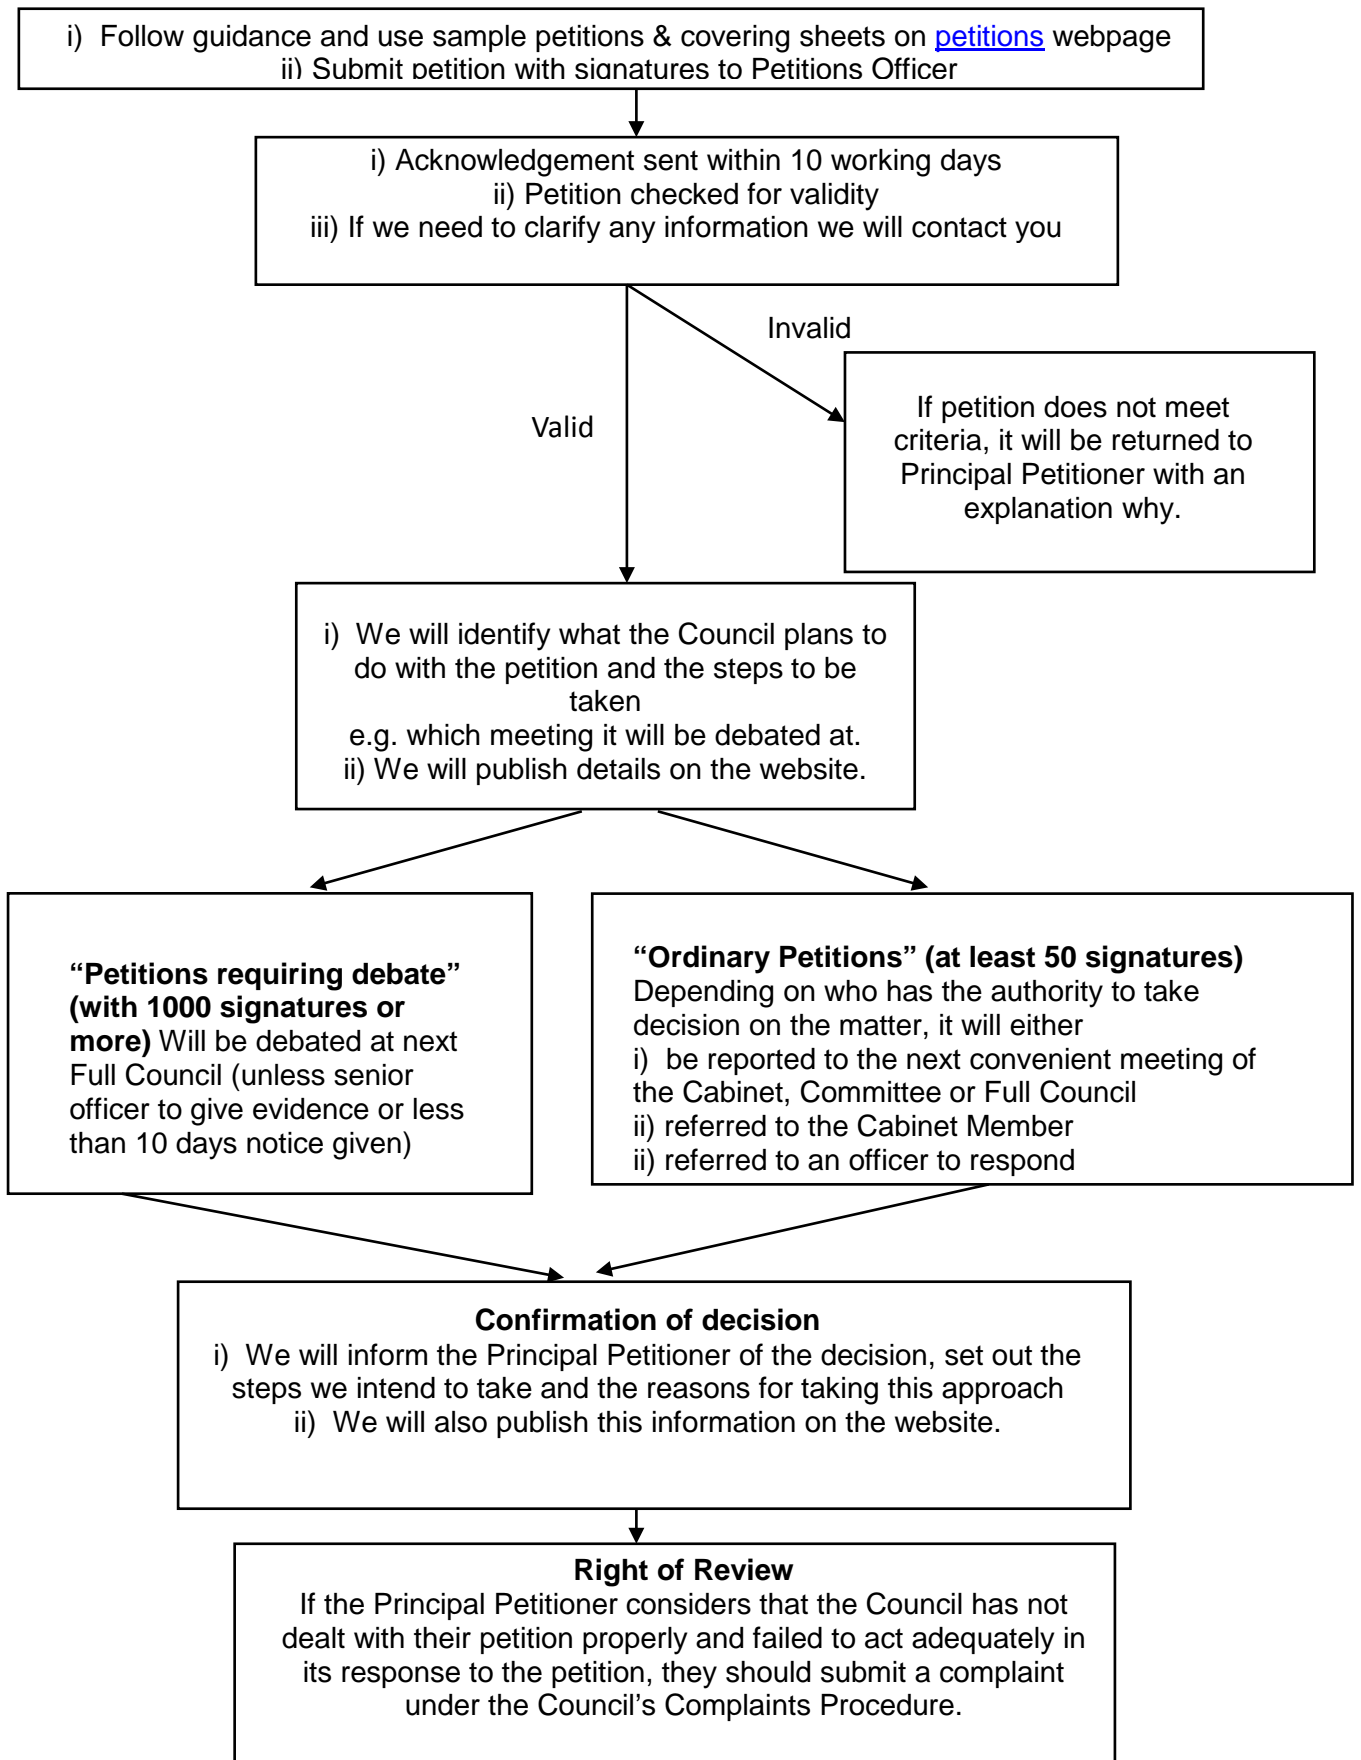 i) Follow guidance and use sample petitions & covering sheets on petitions webpage
ii) Submit petition with signatures to Petitions Officer
i) Acknowledgement sent within 10 working days
ii) Petition checked for validity
iii) If we need to clarify any information we will contact you
Invalid
If petition does not meet
criteria, it will be returned to
Principal Petitioner with an
explanation why.
Valid
i) We will identify what the Council plans to
do with the petition and the steps to be
taken
e.g. which meeting it will be debated at.
ii) We will publish details on the website.
“Petitions requiring debate”
(with 1000 signatures or
more) Will be debated at next
Full Council (unless senior
officer to give evidence or less
than 10 days notice given)
“Ordinary Petitions” (at least 50 signatures)
Depending on who has the authority to take
decision on the matter, it will either
i) be reported to the next convenient meeting of
the Cabinet, Committee or Full Council
ii) referred to the Cabinet Member
ii) referred to an officer to respond
Confirmation of decision
i) We will inform the Principal Petitioner of the decision, set out the
steps we intend to take and the reasons for taking this approach
ii) We will also publish this information on the website.
Right of Review
If the Principal Petitioner considers that the Council has not
dealt with their petition properly and failed to act adequately in
its response to the petition, they should submit a complaint
under the Council’s Complaints Procedure.